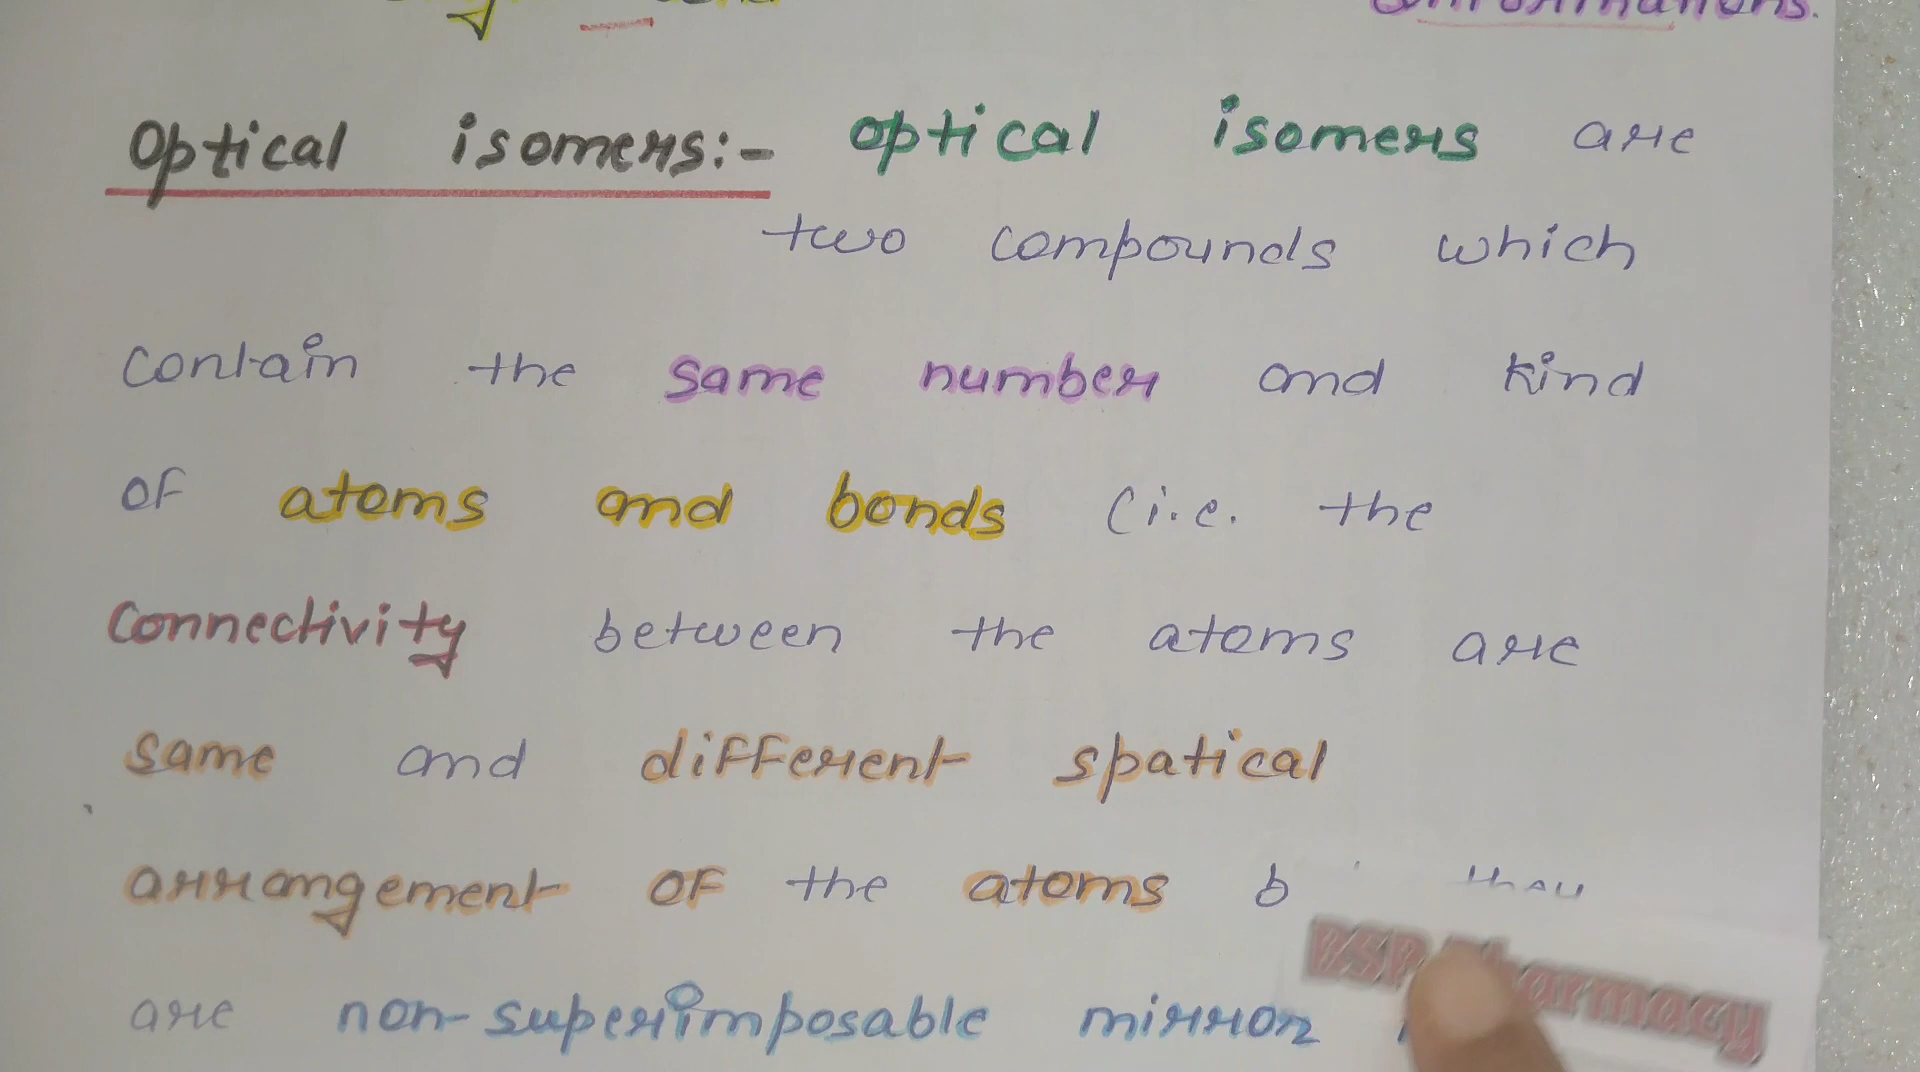 Optical isomers:- optical isomers are
two compounds which
contain the same number and kind
of atoms and bonds (i.e. the
connectivity between the atoms are
same and different spatical
arrangement of the atoms
are non-superimposable mirror